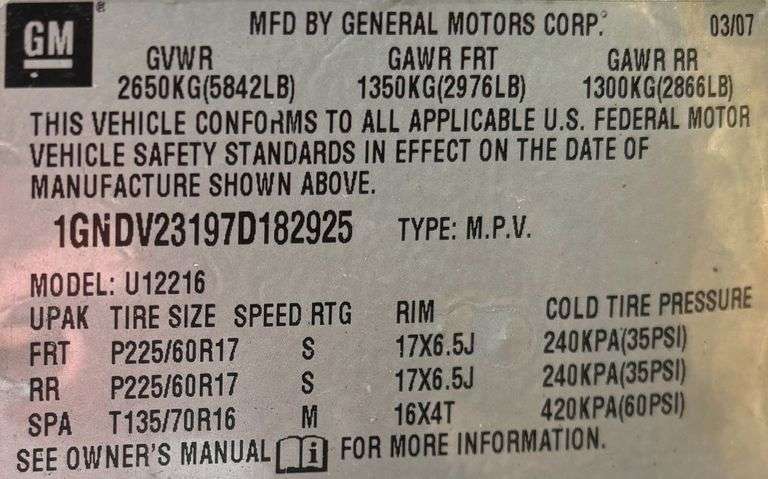 GM ®
MFD BY GENERAL MOTORS CORP. 03/07
GVWR GAWR FRT GAWR RR
2650KG(5842LB) 1350KG(2976LB) 1300KG(2866LB)
THIS VEHICLE CONFORMS TO ALL APPLICABLE U.S. FEDERAL MOTOR
VEHICLE SAFETY STANDARDS IN EFFECT ON THE DATE OF
MANUFACTURE SHOWN ABOVE.
1GNDV23197D182925 TYPE: M.P.V.
MODEL: U12216
UPAK TIRE SIZE SPEED RTG RIM COLD TIRE PRESSURE
FRT P225/60R17 S 17X6.5J 240KPA(35PSI)
RR P225/60R17 S 17X6.5J 240KPA(35PSI)
SPA T135/70R16 M 16X4T 420KPA(60PSI)
SEE OWNER'S MANUAL i FOR MORE INFORMATION.